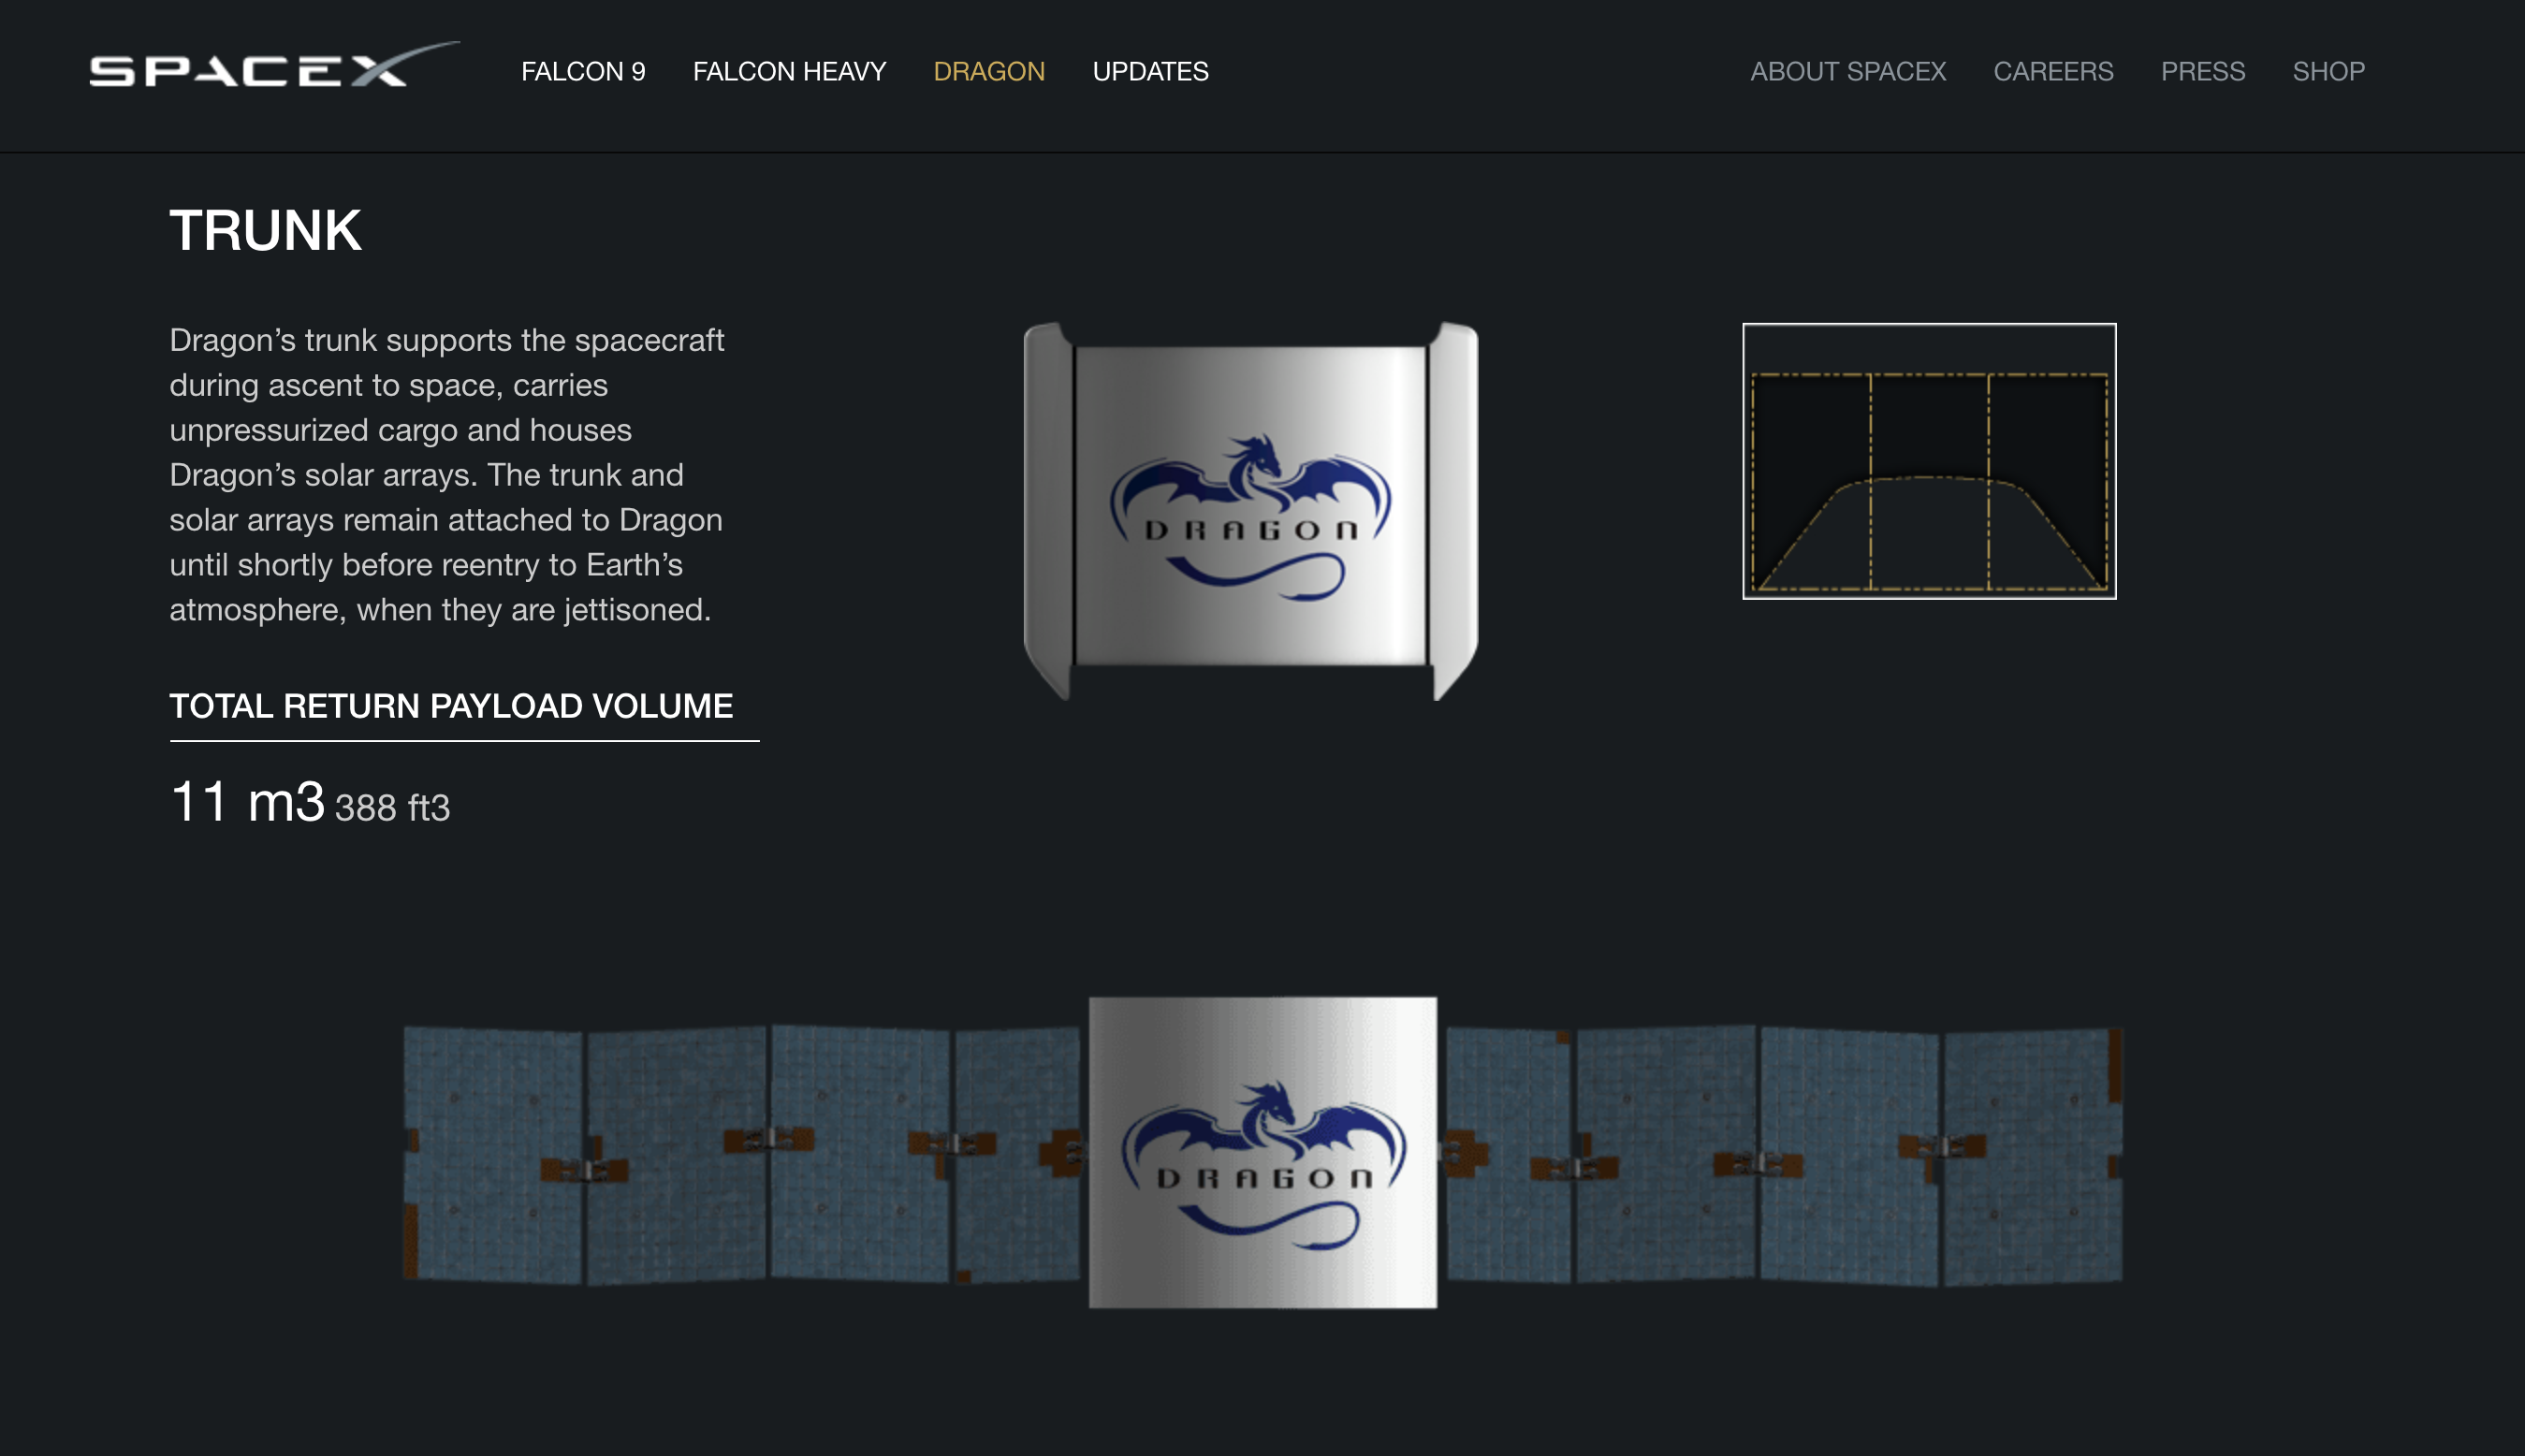 SPACEX
FALCON 9
FALCON HEAVY
DRAGON
UPDATES
ABOUT SPACEX
CAREERS
PRESS
SHOP
TRUNK
Dragon’s trunk supports the spacecraft
during ascent to space, carries
unpressurized cargo and houses
Dragon’s solar arrays. The trunk and
solar arrays remain attached to Dragon
until shortly before reentry to Earth’s
atmosphere, when they are jettisoned.
TOTAL RETURN PAYLOAD VOLUME
11 m3 388 ft3
DRAGON
DRAGON